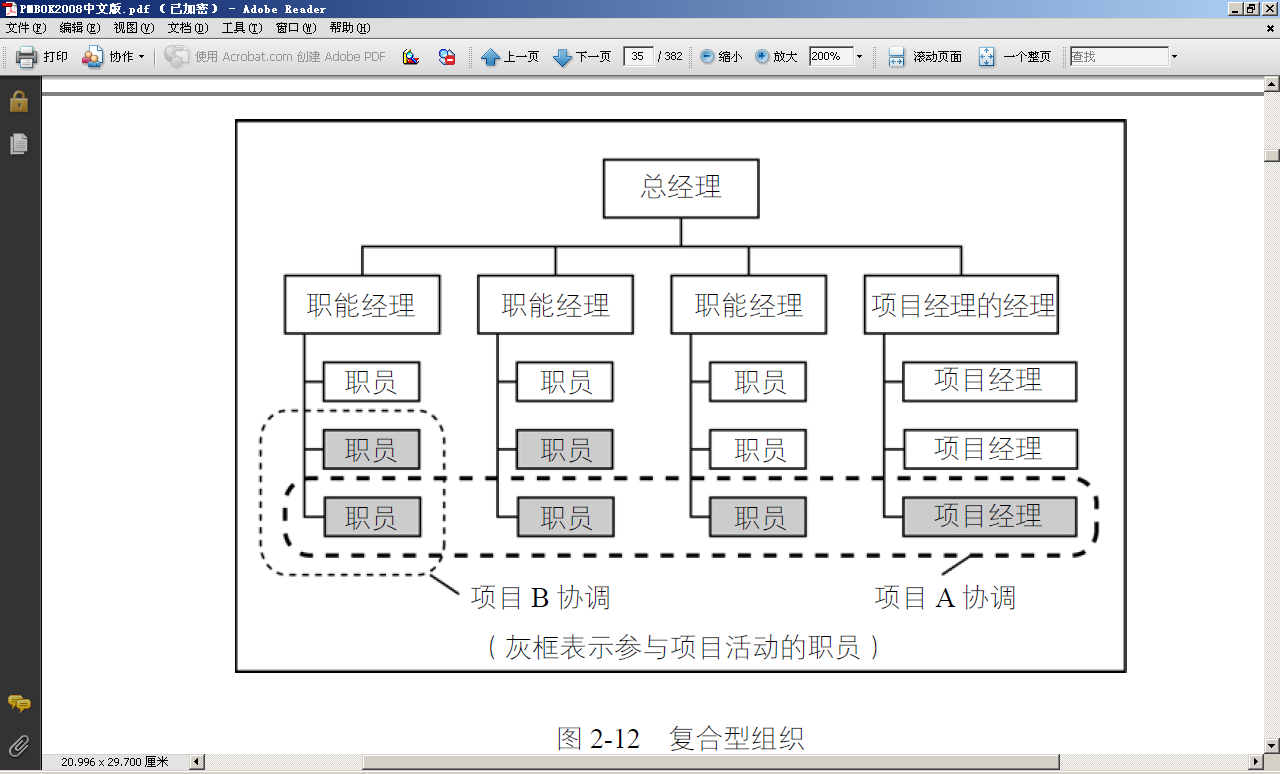 PMBOK2008中文版.pdf (已加密) - Adobe Reader
文件(F) 编辑(E) 视图(V) 文档(D) 工具(T) 窗口(W) 帮助(H)
打印 协作 使用 Acrobat.com 创建 Adobe PDF 上一页 下一页 35 / 382 缩小 放大 200% 滚动页面 一个整页 查找
总经理
职能经理 职能经理 职能经理 项目经理的经理
职员 职员 职员 项目经理
职员 职员 职员 项目经理
职员 职员 职员 项目经理
项目 B 协调 项目 A 协调
（灰框表示参与项目活动的职员）
图 2-12 复合型组织
20.996 x 29.700 厘米